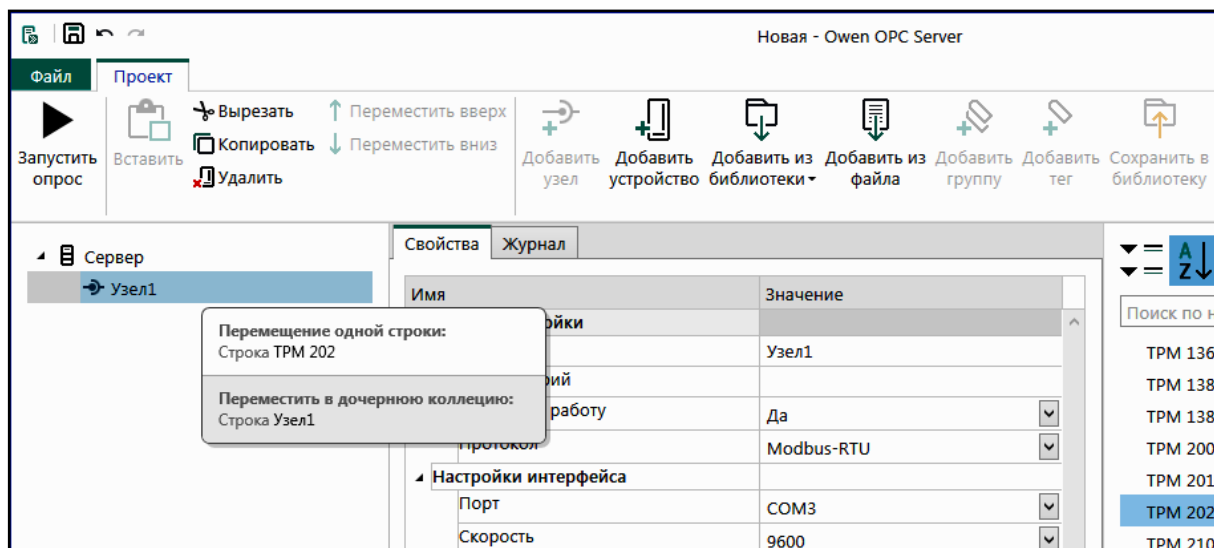 Новая - Owen OPC Server
Файл
Проект
Запустить
опрос
Вставить
Вырезать
Копировать
Удалить
Переместить вверх
Переместить вниз
Добавить
узел
Добавить
устройство
Добавить из
библиотеки
Добавить из
файла
Добавить
группу
Добавить
тег
Сохранить в
библиотеку
Сервер
Узел1
Перемещение одной строки:
Строка ТРМ 202
Переместить в дочернюю коллецию:
Строка Узел1
Свойства
Журнал
Имя
Значение
Узел1
работу
Да
Протокол
Modbus-RTU
Настройки интерфейса
Порт
COM3
Скорость
9600
A
Z
Поиск по
ТРМ 136
ТРМ 138
ТРМ 138
ТРМ 200
ТРМ 201
ТРМ 202
ТРМ 210